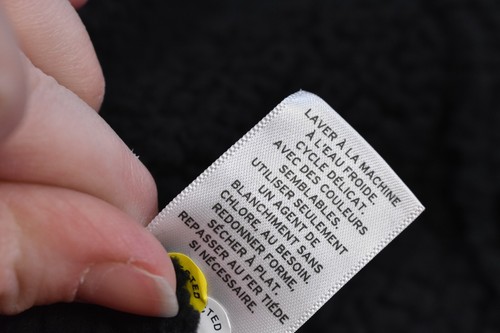 LAVER À LA MACHINE
À L'EAU FROIDE.
CYCLE DÉLICAT.
AVEC DES COULEURS
SEMBLABLES.
UTILISER SEULEMENT
UN AGENT DE
BLANCHIMENT SANS
CHLORE, AU BESOIN.
REDONNER FORME.
SÉCHER À PLAT.
REPASSER AU FER TIÉDE
SI NÉCESSAIRE.